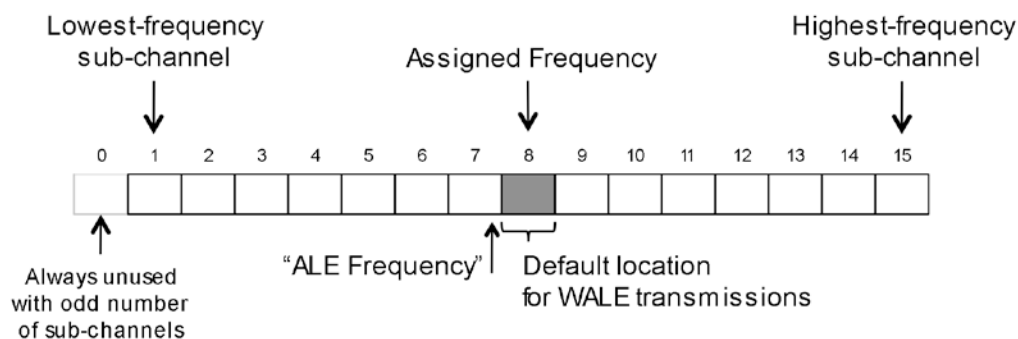 Lowest-frequency
sub-channel
Assigned Frequency
Highest-frequency
sub-channel
0 1 2 3 4 5 6 7 8 9 10 11 12 13 14 15
"ALE Frequency"
Default location
for WALE transmissions
Always unused
with odd number
of sub-channels